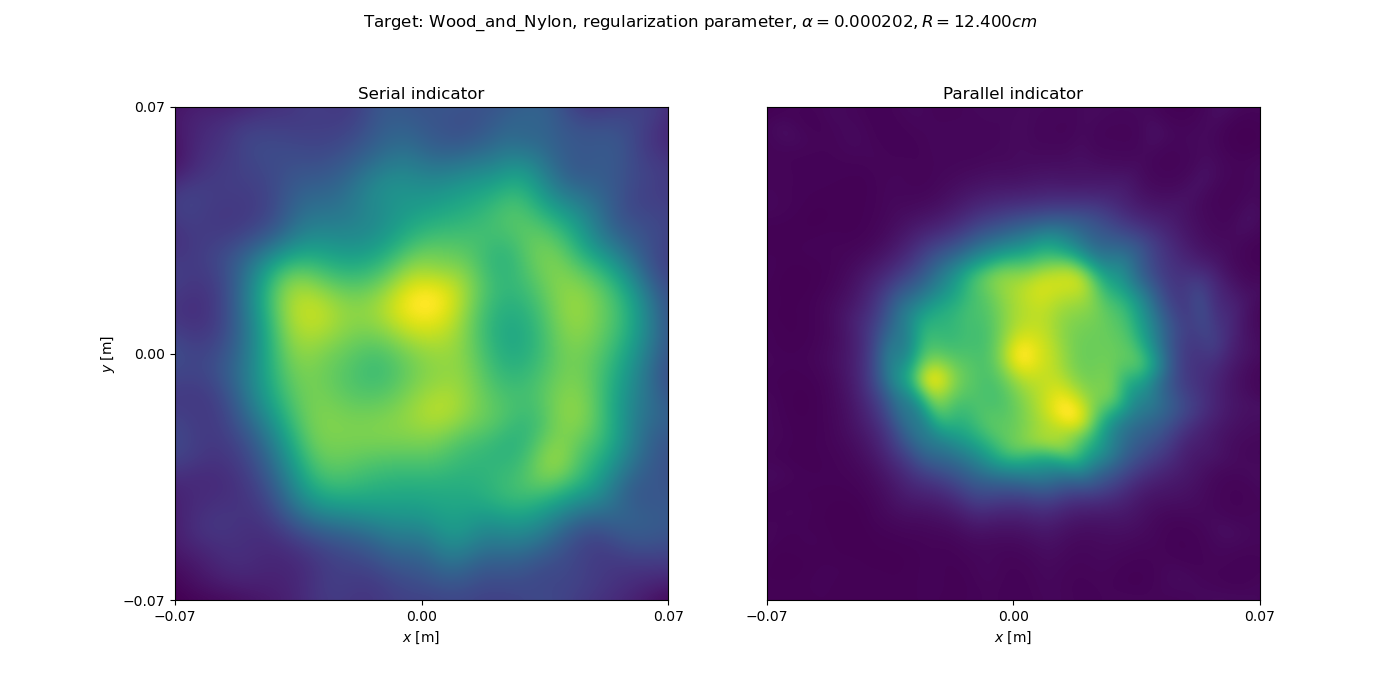 Target: Wood_and_Nylon, regularization parameter, α = 0.000202, R = 12.400cm
Serial indicator
Parallel indicator
0.07
0.00
−0.07
y [m]
−0.07 0.00 0.07
x [m]
−0.07 0.00 0.07
x [m]